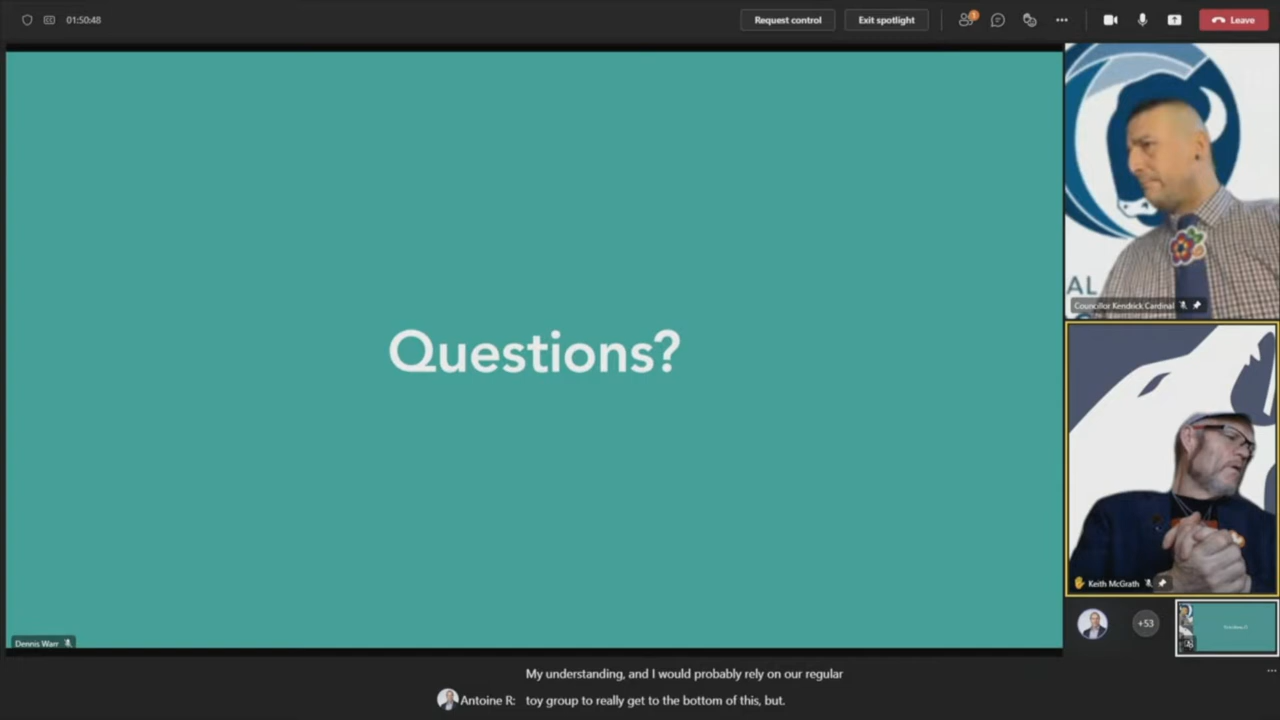 01:50:48
Request control
Exit spotlight
1
Leave
Questions?
AL
Councillor Kendrick Cardinal
Keith McGrath
+53
Dennis Warr
My understanding, and I would probably rely on our regular
Antoine R: toy group to really get to the bottom of this, but.